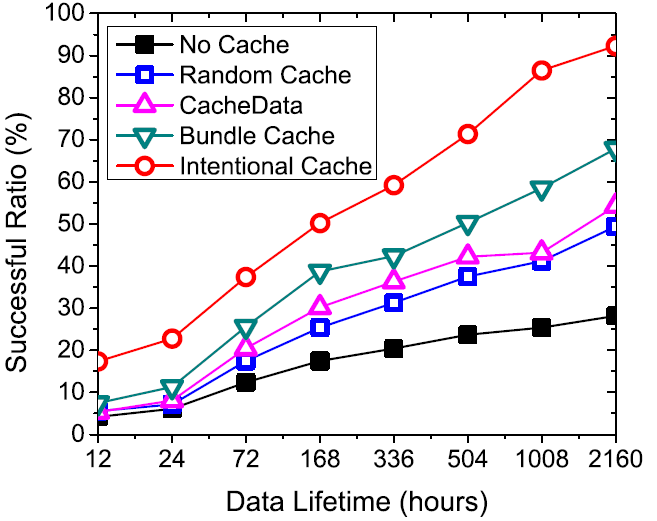 100
90
80
70
60
50
40
30
20
10
0
Successful Ratio (%)
No Cache
Random Cache
CacheData
Bundle Cache
Intentional Cache
12 24 72 168 336 504 1008 2160
Data Lifetime (hours)